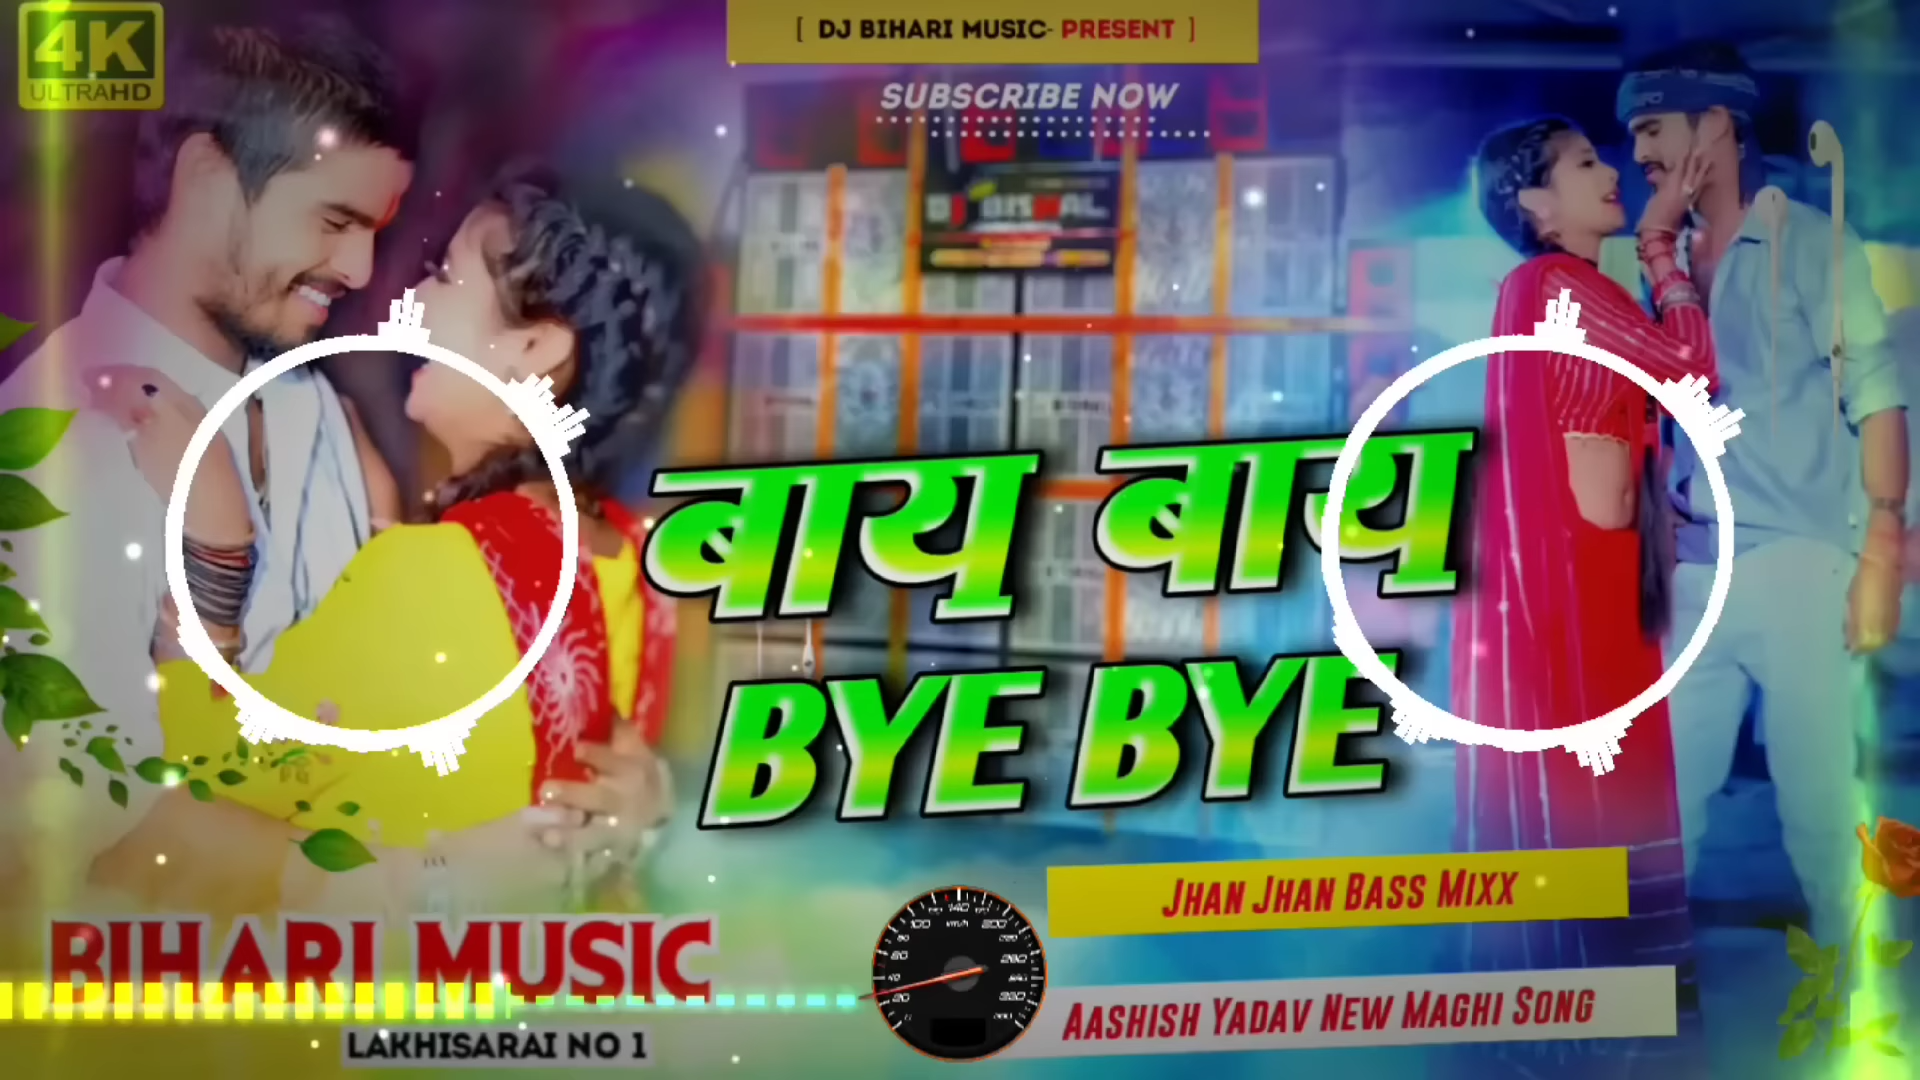 4K
ULTRAHD
[ DJ BIHARI MUSIC- PRESENT ]
SUBSCRIBE NOW
बाय बाय
BYE BYE
JHAN JHAN BASS MIXX
BIHARI MUSIC
AASHISH YADAV NEW MAGHI SONG
LAKHISARAI NO 1